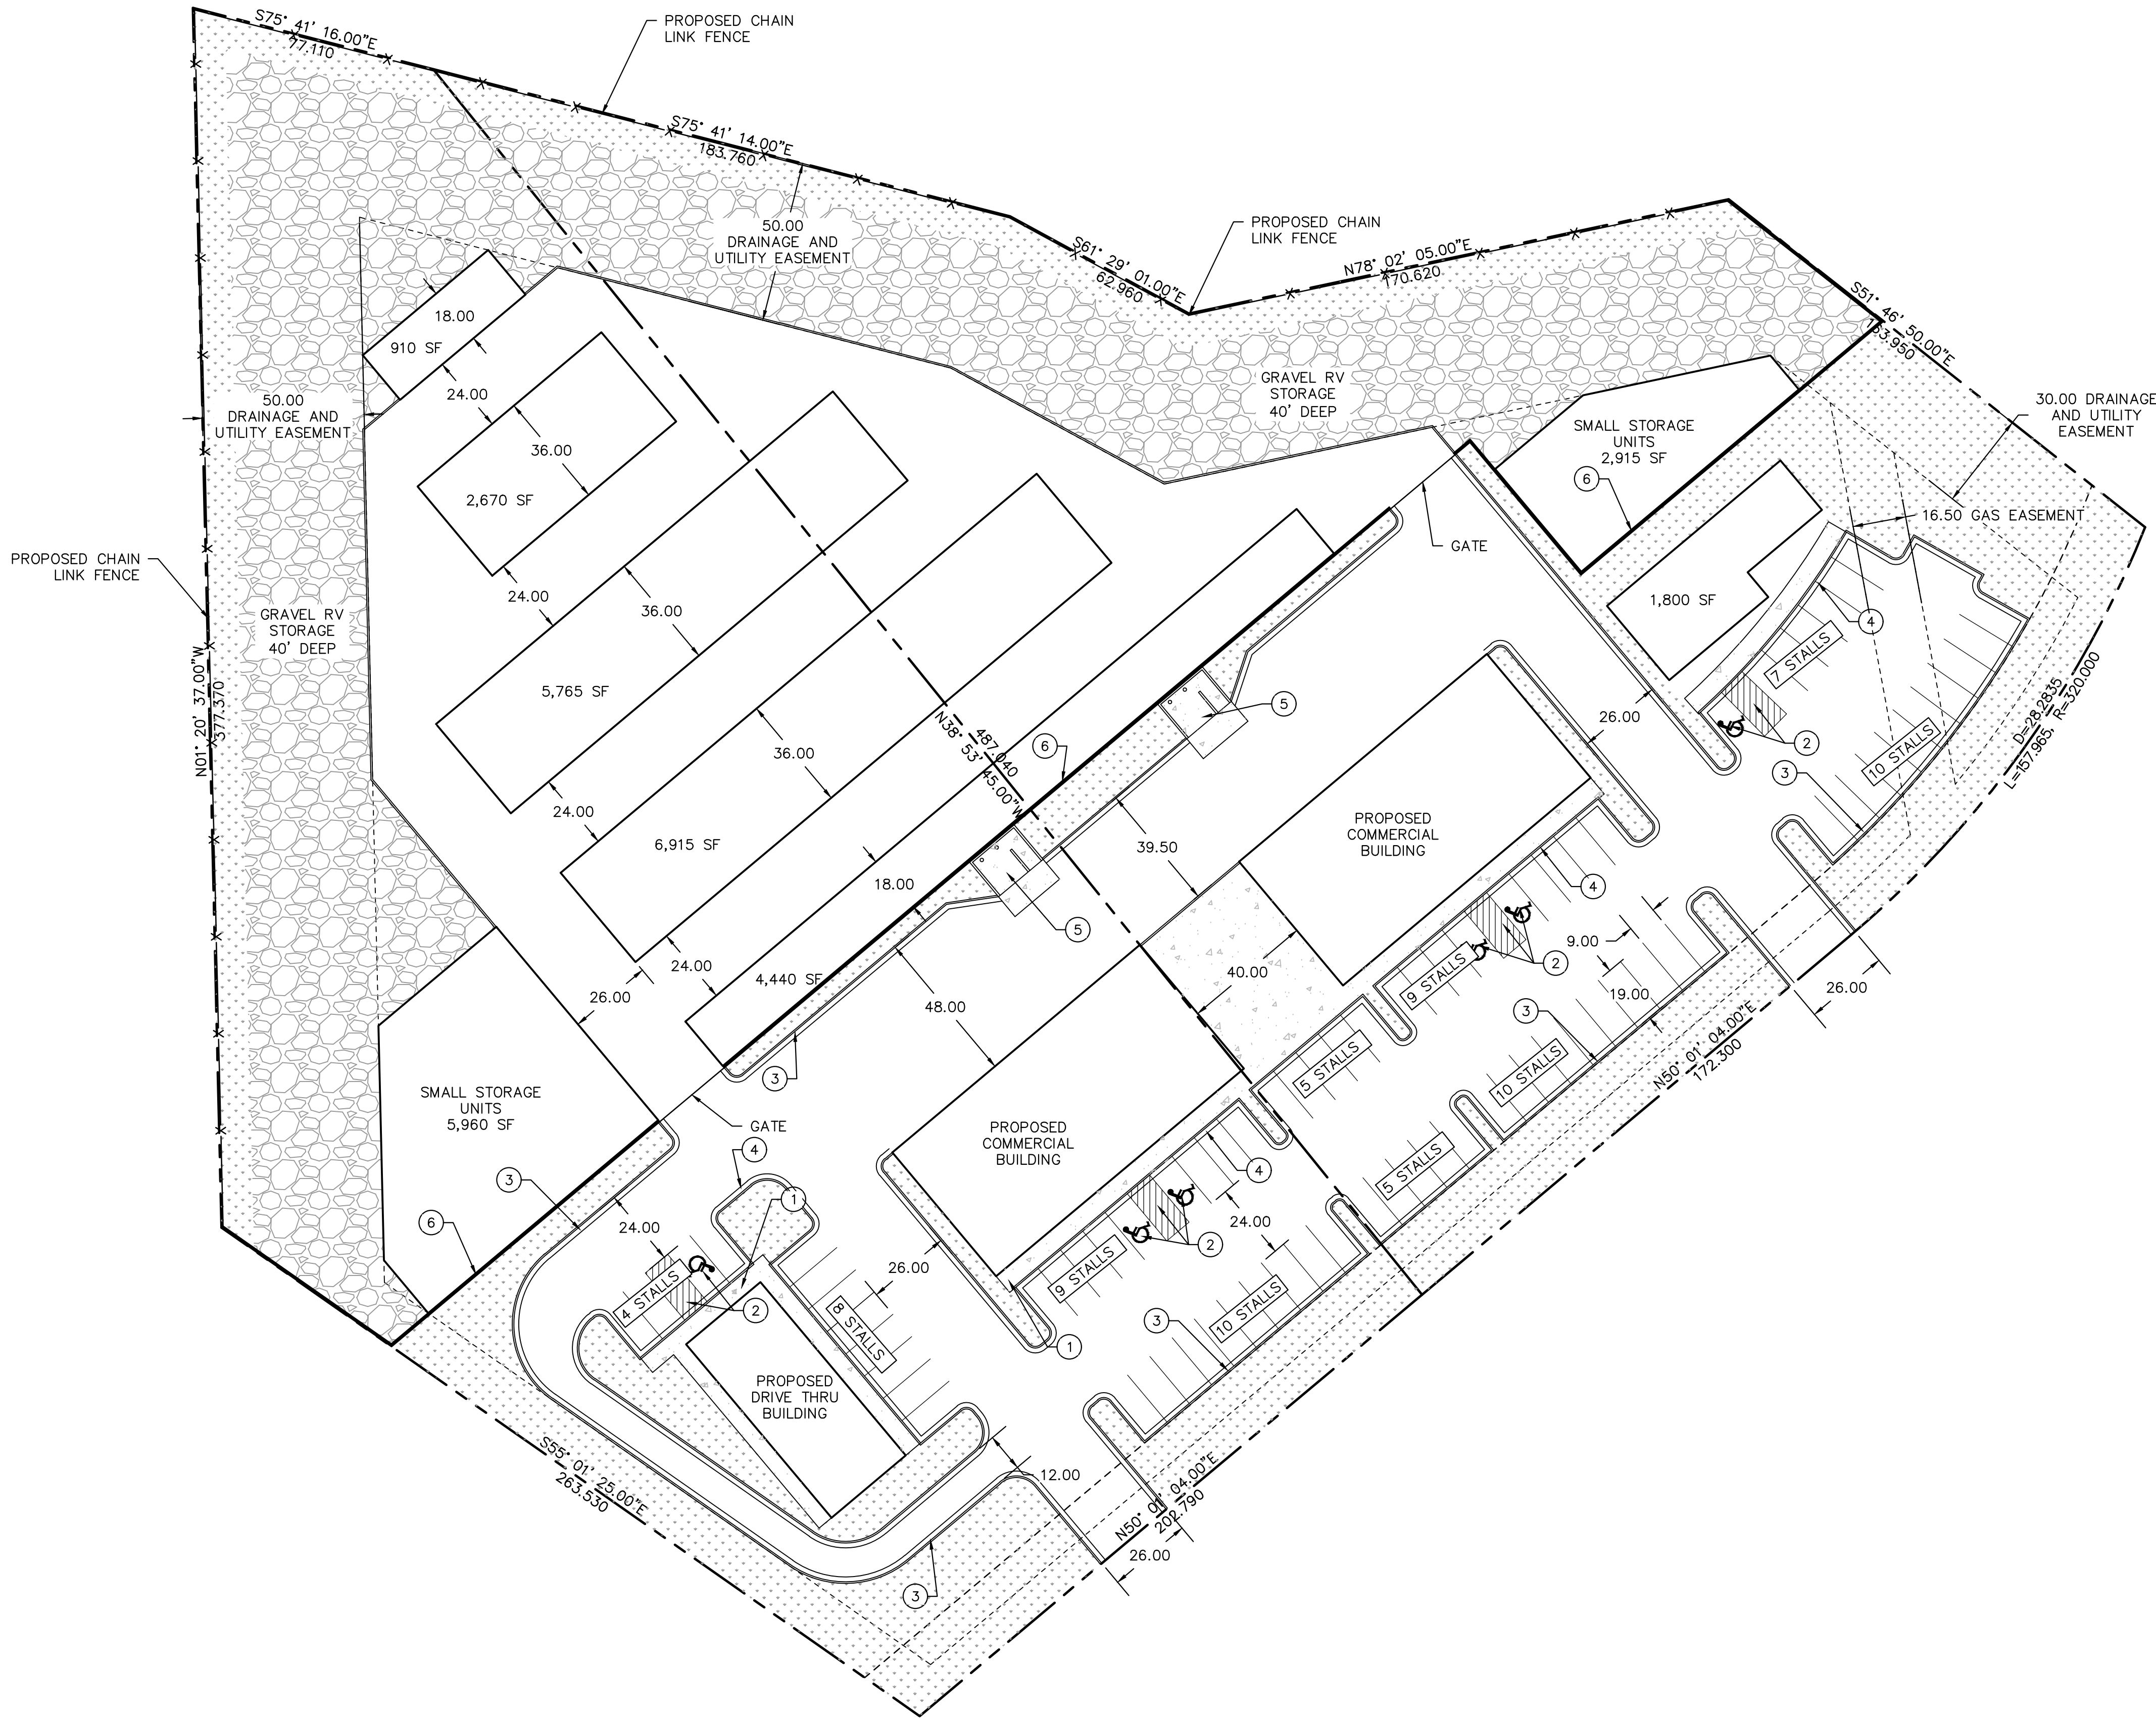 S75° 41' 16.00"E
77.110
PROPOSED CHAIN
LINK FENCE
S75° 41' 14.00"E
183.760
50.00
DRAINAGE AND
UTILITY EASEMENT
PROPOSED CHAIN
LINK FENCE
S61° 29' 01.00"E
62.960
N78° 02' 05.00"E
170.620
S51° 46' 50.00"E
163.950
18.00
910 SF
24.00
50.00
DRAINAGE AND
UTILITY EASEMENT
36.00
2,670 SF
GRAVEL RV
STORAGE
40' DEEP
SMALL STORAGE
UNITS
2,915 SF
6
30.00 DRAINAGE
AND UTILITY
EASEMENT
16.50 GAS EASEMENT
GATE
PROPOSED CHAIN
LINK FENCE
24.00
36.00
1,800 SF
4
GRAVEL RV
STORAGE
40' DEEP
7 STALLS
N01° 20' 37.00"W
377.370
5,765 SF
5
26.00
2
D=28.2835
L=157.965, R=320.000
10 STALLS
3
36.00
487.040
N38° 53' 45.00"W
6
24.00
6,915 SF
39.50
PROPOSED
COMMERCIAL
BUILDING
18.00
4
5
9.00
2
9 STALLS
24.00
4,440 SF
40.00
26.00
26.00
19.00
48.00
3
5 STALLS
10 STALLS
N50° 01' 04.00"E
172.300
3
SMALL STORAGE
UNITS
5,960 SF
GATE
4
PROPOSED
COMMERCIAL
BUILDING
4
5 STALLS
3
1
6
24.00
2
24.00
9 STALLS
26.00
4 STALLS
2
8 STALLS
10 STALLS
3
1
PROPOSED
DRIVE THRU
BUILDING
S55° 01' 25.00"E
263.530
12.00
N50° 01' 04.00"E
202.790
26.00
3